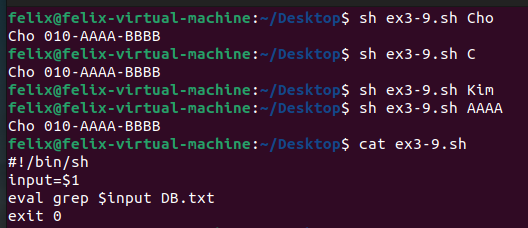 felix@felix-virtual-machine:~/Desktop$ sh ex3-9.sh Cho
Cho 010-AAAA-BBBB
felix@felix-virtual-machine:~/Desktop$ sh ex3-9.sh C
Cho 010-AAAA-BBBB
felix@felix-virtual-machine:~/Desktop$ sh ex3-9.sh Kim
felix@felix-virtual-machine:~/Desktop$ sh ex3-9.sh AAAA
Cho 010-AAAA-BBBB
felix@felix-virtual-machine:~/Desktop$ cat ex3-9.sh
#!/bin/sh
input=$1
eval grep $input DB.txt
exit 0